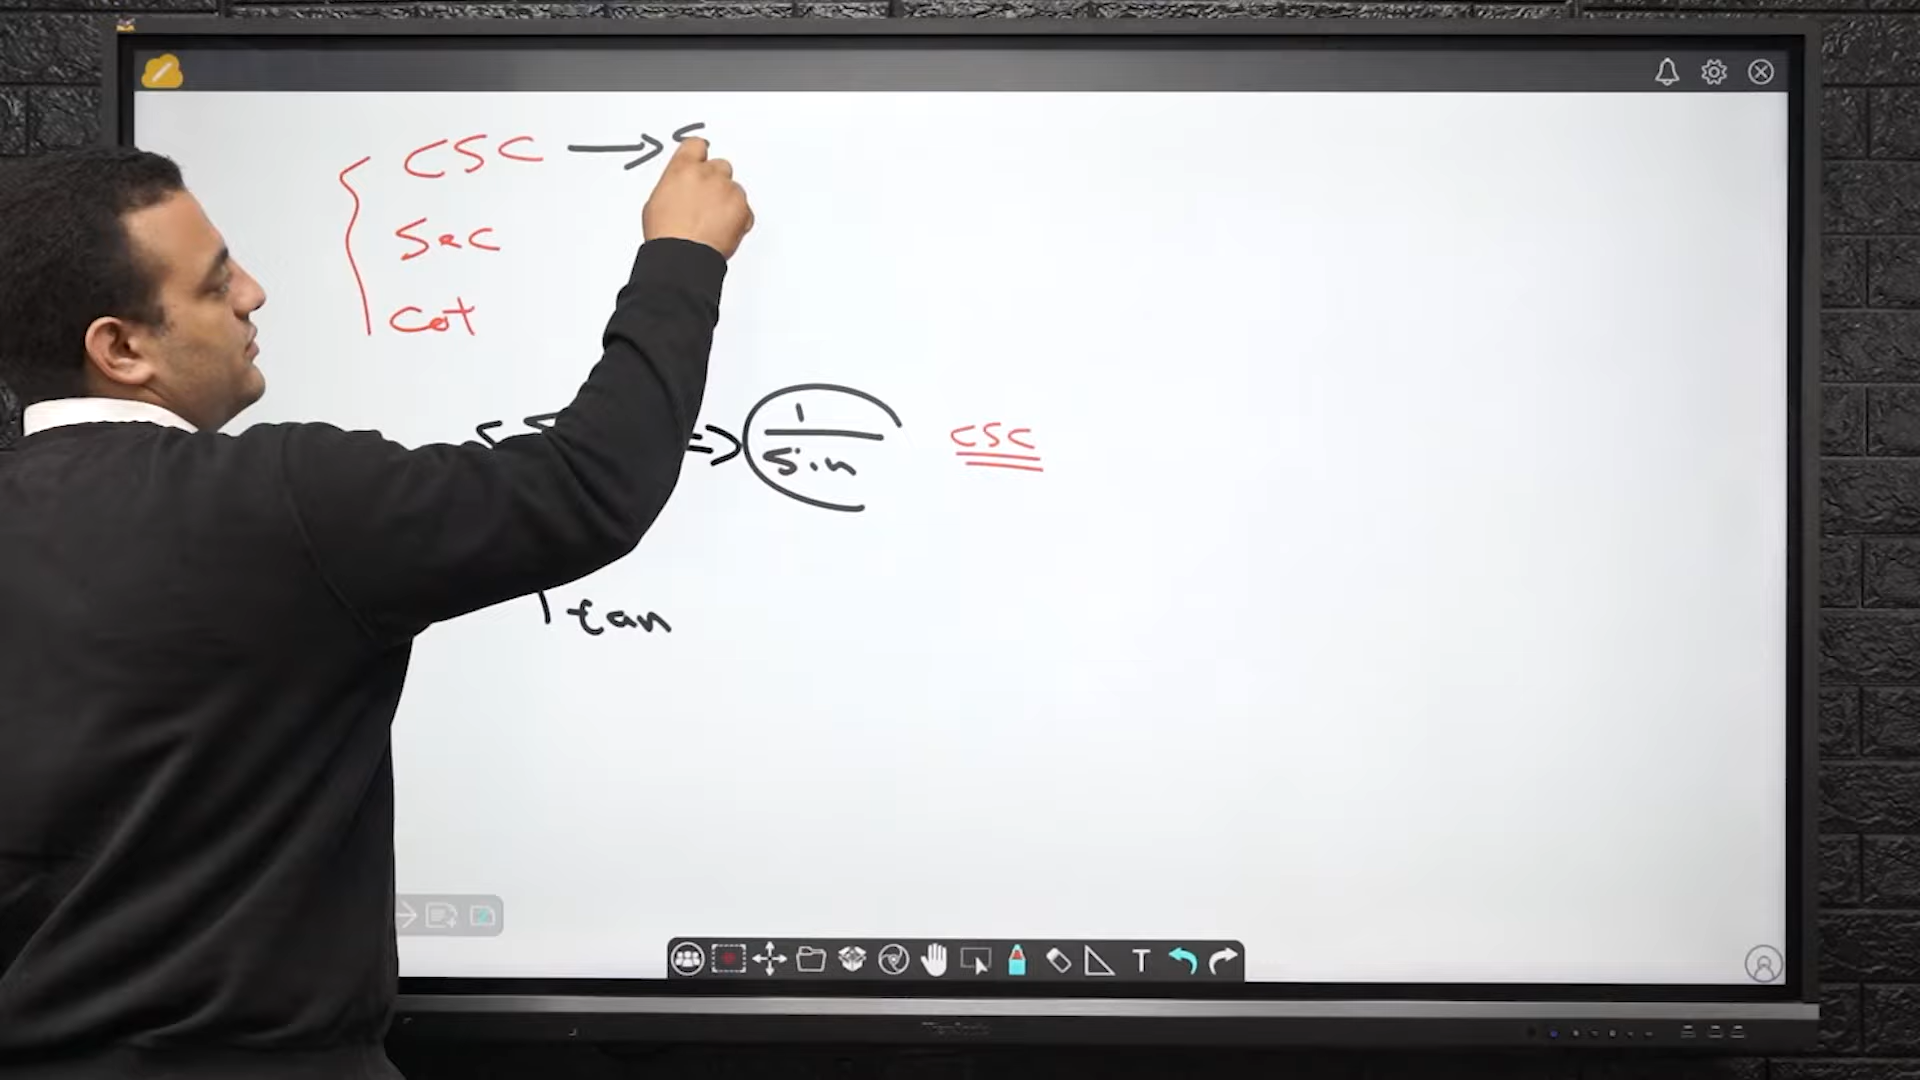 CSC →
Sec
Cot
⇒ 1/Sin CSC
tan
T